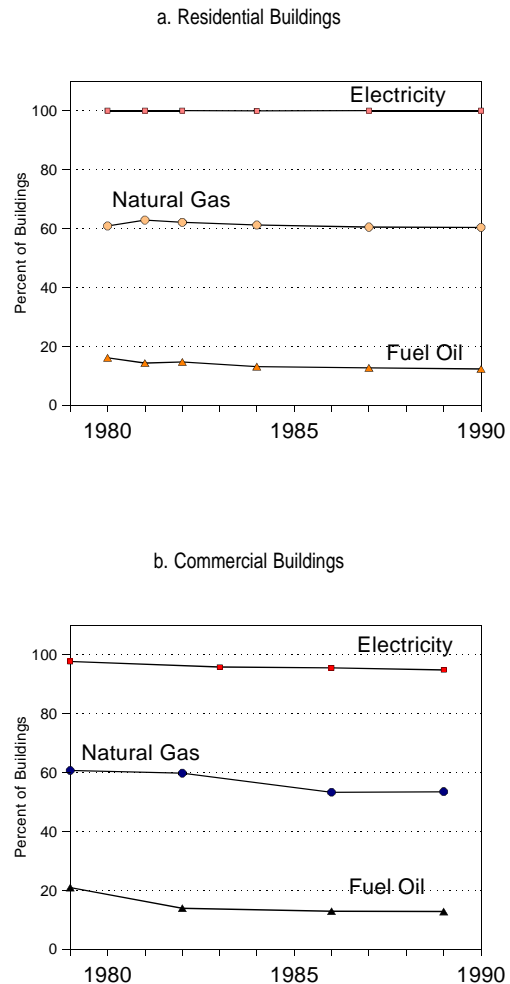 a. Residential Buildings
Electricity
100
80
Natural Gas
60
Percent of Buildings
40
Fuel Oil
20
0
1980 1985 1990
b. Commercial Buildings
Electricity
100
80
Natural Gas
60
Percent of Buildings
40
Fuel Oil
20
0
1980 1985 1990